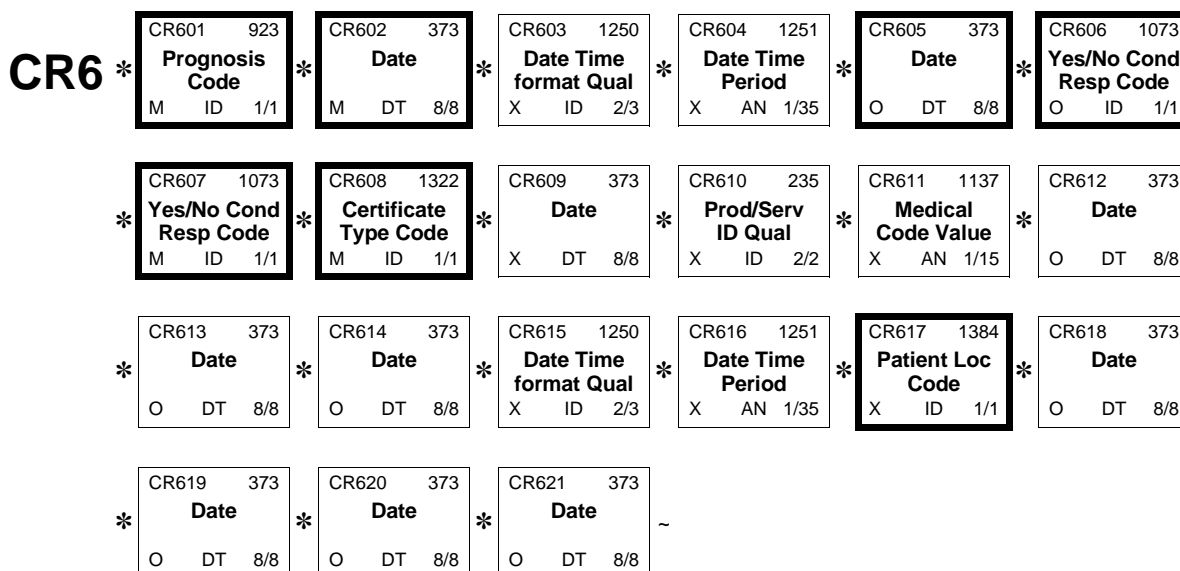 CR601 923 CR602 373 CR603 1250 CR604 1251 CR605 373 CR606 1073
CR6 * Prognosis Code * Date * Date Time format Qual * Date Time Period * Date * Yes/No Cond Resp Code
M ID 1/1 M DT 8/8 X ID 2/3 X AN 1/35 O DT 8/8 O ID 1/1
CR607 1073 CR608 1322 CR609 373 CR610 235 CR611 1137 CR612 373
* Yes/No Cond Resp Code * Certificate Type Code * Date * Prod/Serv ID Qual * Medical Code Value * Date
M ID 1/1 M ID 1/1 X DT 8/8 X ID 2/2 X AN 1/15 O DT 8/8
CR613 373 CR614 373 CR615 1250 CR616 1251 CR617 1384 CR618 373
* Date * Date * Date Time format Qual * Date Time Period * Patient Loc Code * Date
O DT 8/8 O DT 8/8 X ID 2/3 X AN 1/35 X ID 1/1 O DT 8/8
CR619 373 CR620 373 CR621 373
* Date * Date * Date ~
O DT 8/8 O DT 8/8 O DT 8/8